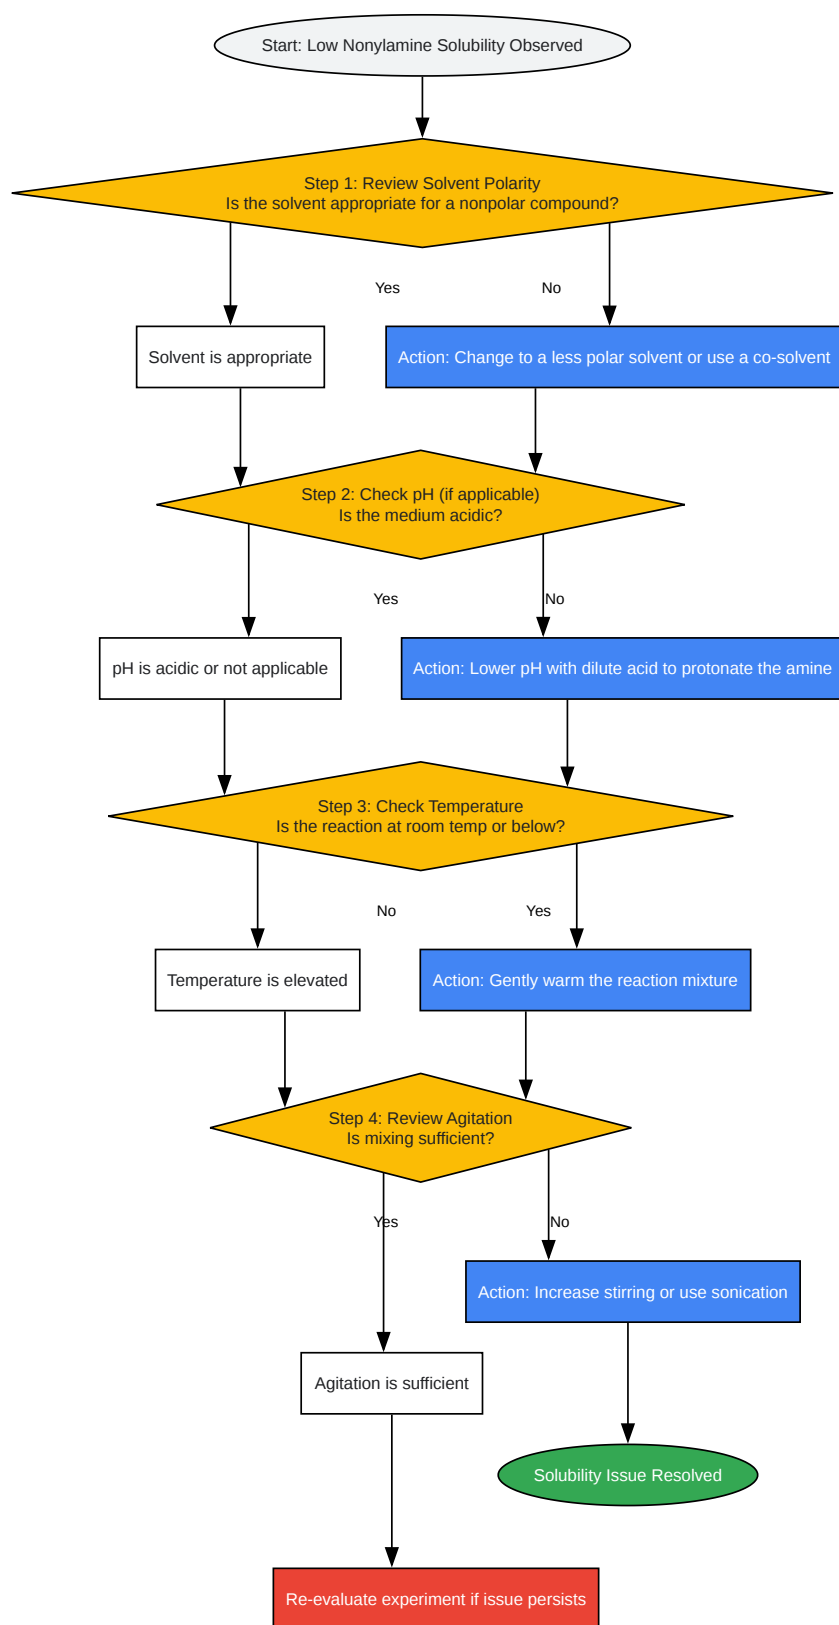 Start: Low Nonylamine Solubility Observed
Step 1: Review Solvent Polarity
Is the solvent appropriate for a nonpolar compound?
Yes
No
Solvent is appropriate
Action: Change to a less polar solvent or use a co-solvent
Step 2: Check pH (if applicable)
Is the medium acidic?
Yes
No
pH is acidic or not applicable
Action: Lower pH with dilute acid to protonate the amine
Step 3: Check Temperature
Is the reaction at room temp or below?
No
Yes
Temperature is elevated
Action: Gently warm the reaction mixture
Step 4: Review Agitation
Is mixing sufficient?
Yes
No
Action: Increase stirring or use sonication
Agitation is sufficient
Solubility Issue Resolved
Re-evaluate experiment if issue persists